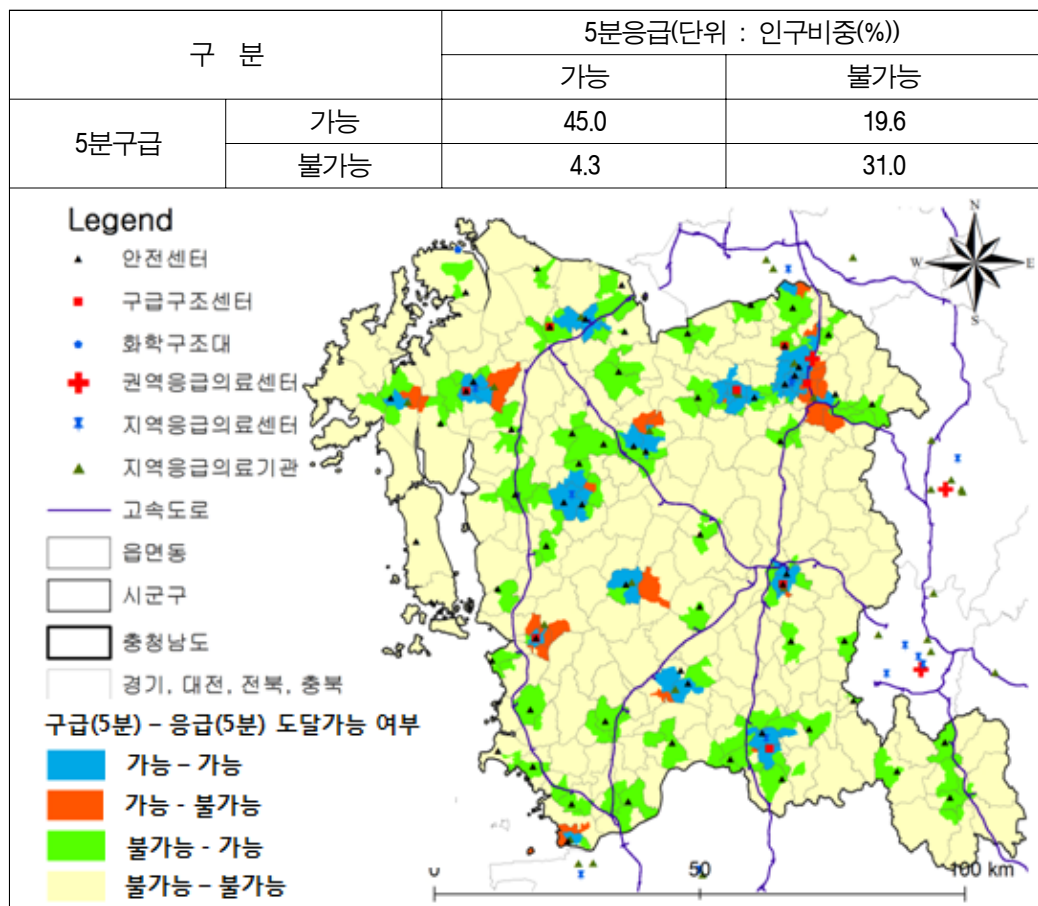 구 분
5분응급(단위 : 인구비중(%))
가능
불가능
5분구급
가능
45.0
19.6
불가능
4.3
31.0
Legend
안전센터
구급구조센터
화학구조대
권역응급의료센터
지역응급의료센터
지역응급의료기관
고속도로
읍면동
시군구
충청남도
경기, 대전, 전북, 충북
구급(5분) – 응급(5분) 도달가능 여부
가능 – 가능
가능 - 불가능
불가능 - 가능
불가능 – 불가능
N
W
E
S
0
50
100 km